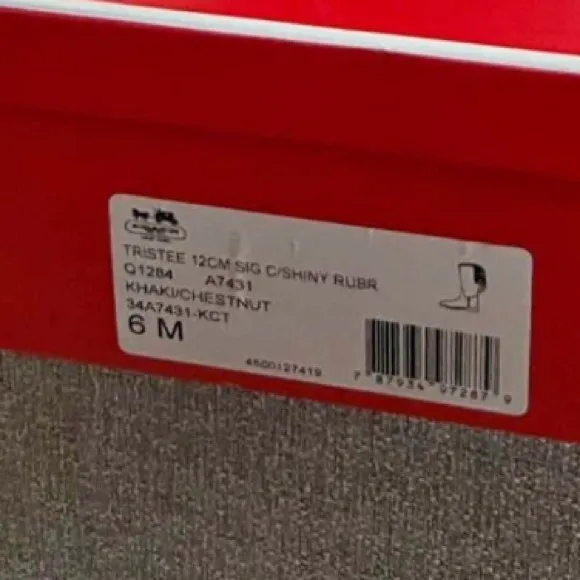 TRISTEE 12CM SIG C/SHINY RUBR
Q1284 A7431
KHAKI/CHESTNUT
34A7431-KCT
6 M
4500127419
7 87934 97287 9